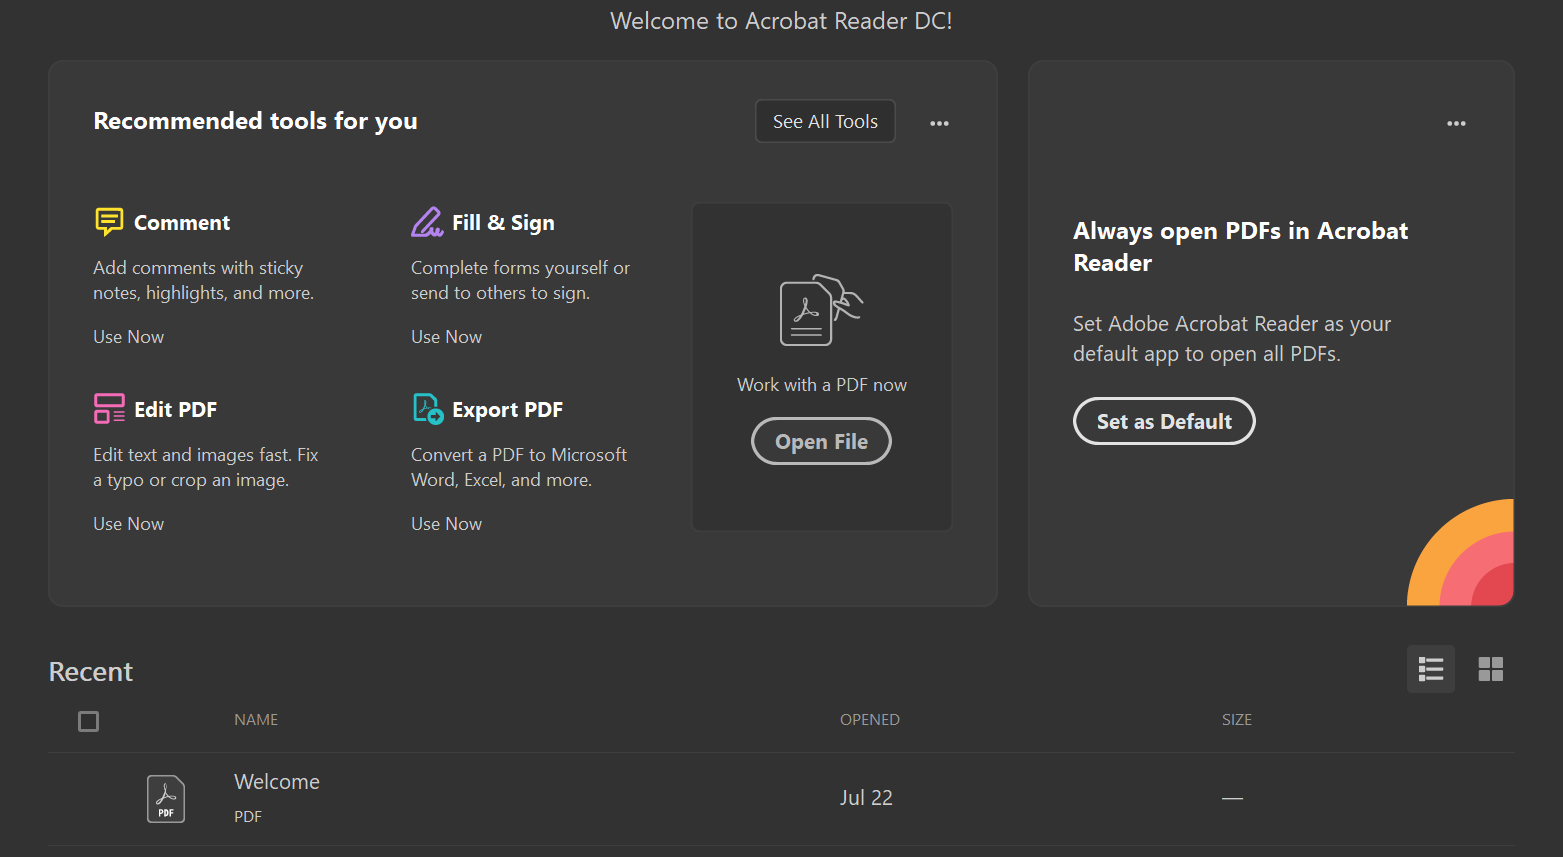 Welcome to Acrobat Reader DC!
Recommended tools for you
See All Tools
Comment
Add comments with sticky
notes, highlights, and more.
Use Now
Fill & Sign
Complete forms yourself or
send to others to sign.
Use Now
Edit PDF
Edit text and images fast. Fix
a typo or crop an image.
Use Now
Export PDF
Convert a PDF to Microsoft
Word, Excel, and more.
Use Now
Work with a PDF now
Open File
Always open PDFs in Acrobat
Reader
Set Adobe Acrobat Reader as your
default app to open all PDFs.
Set as Default
Recent
NAME OPENED SIZE
PDF
Welcome
PDF
Jul 22
—